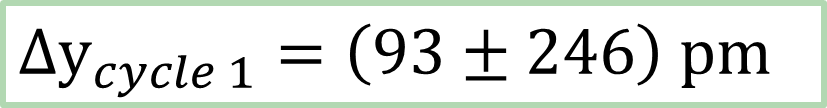 Δy_cycle 1 = (93 ± 246) pm